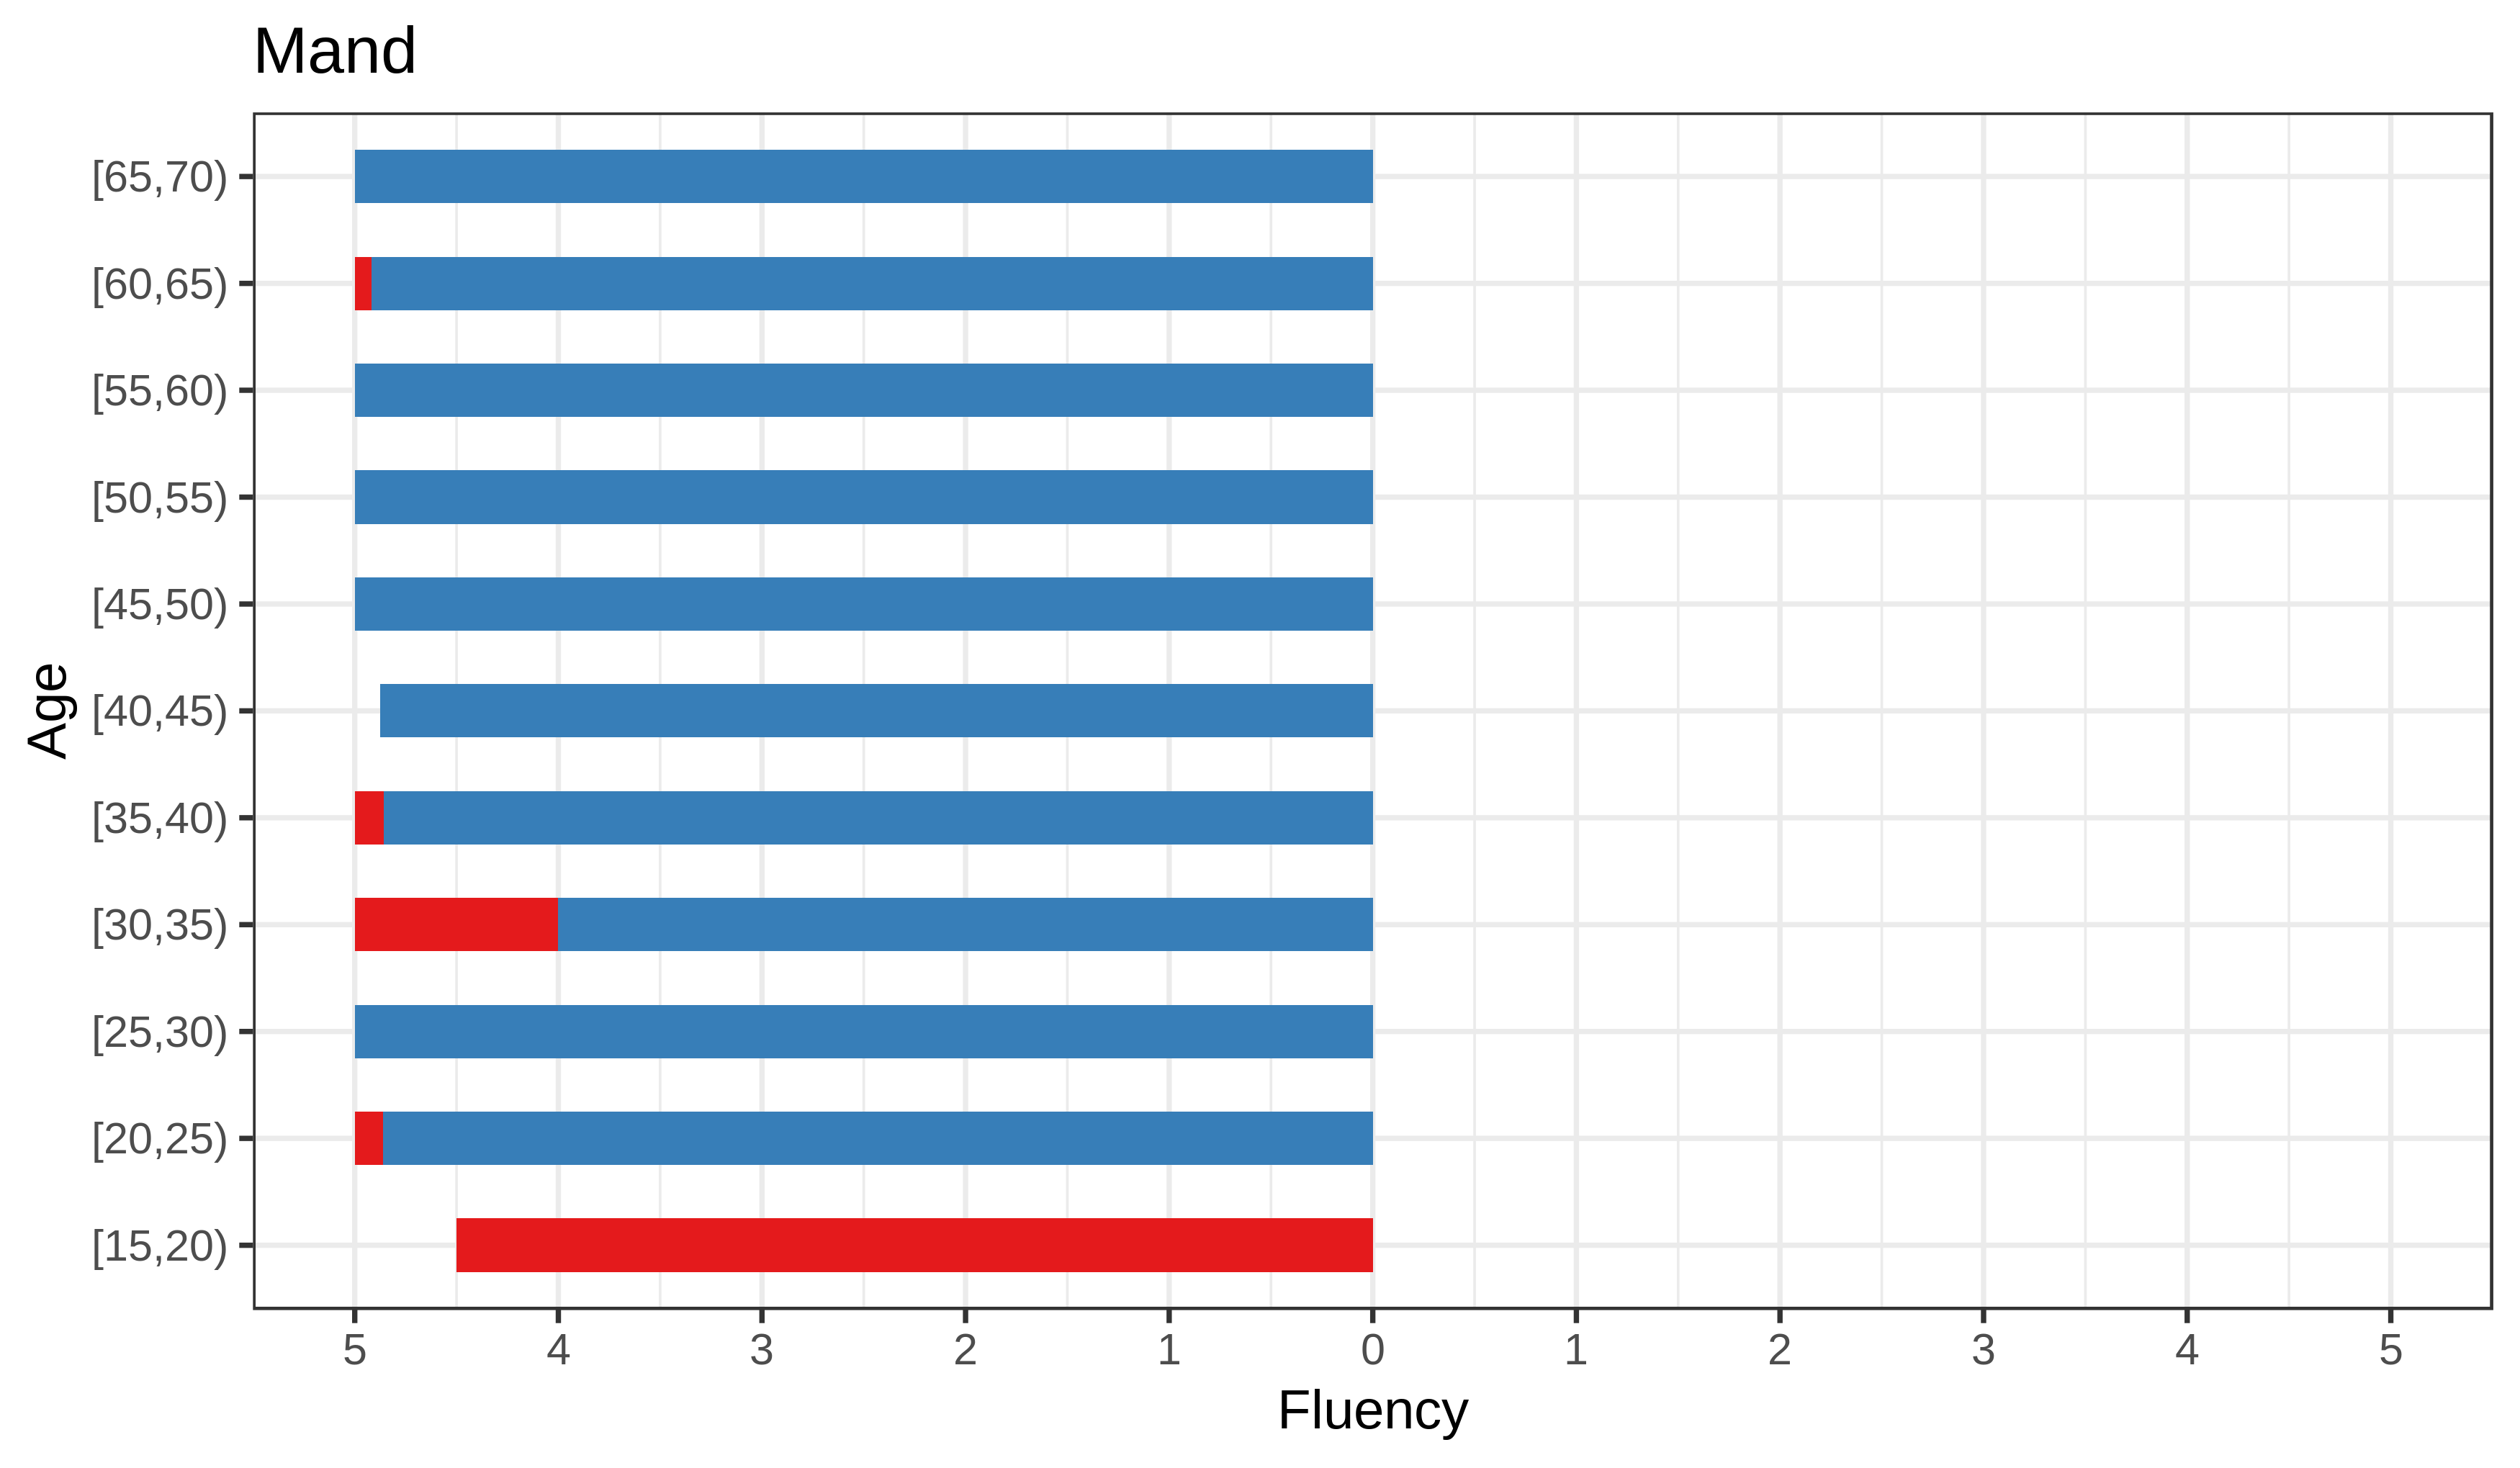 Mand
[65,70)
[60,65)
[55,60)
[50,55)
[45,50)
[40,45)
[35,40)
[30,35)
[25,30)
[20,25)
[15,20)
Age
5 4 3 2 1 0 1 2 3 4 5
Fluency